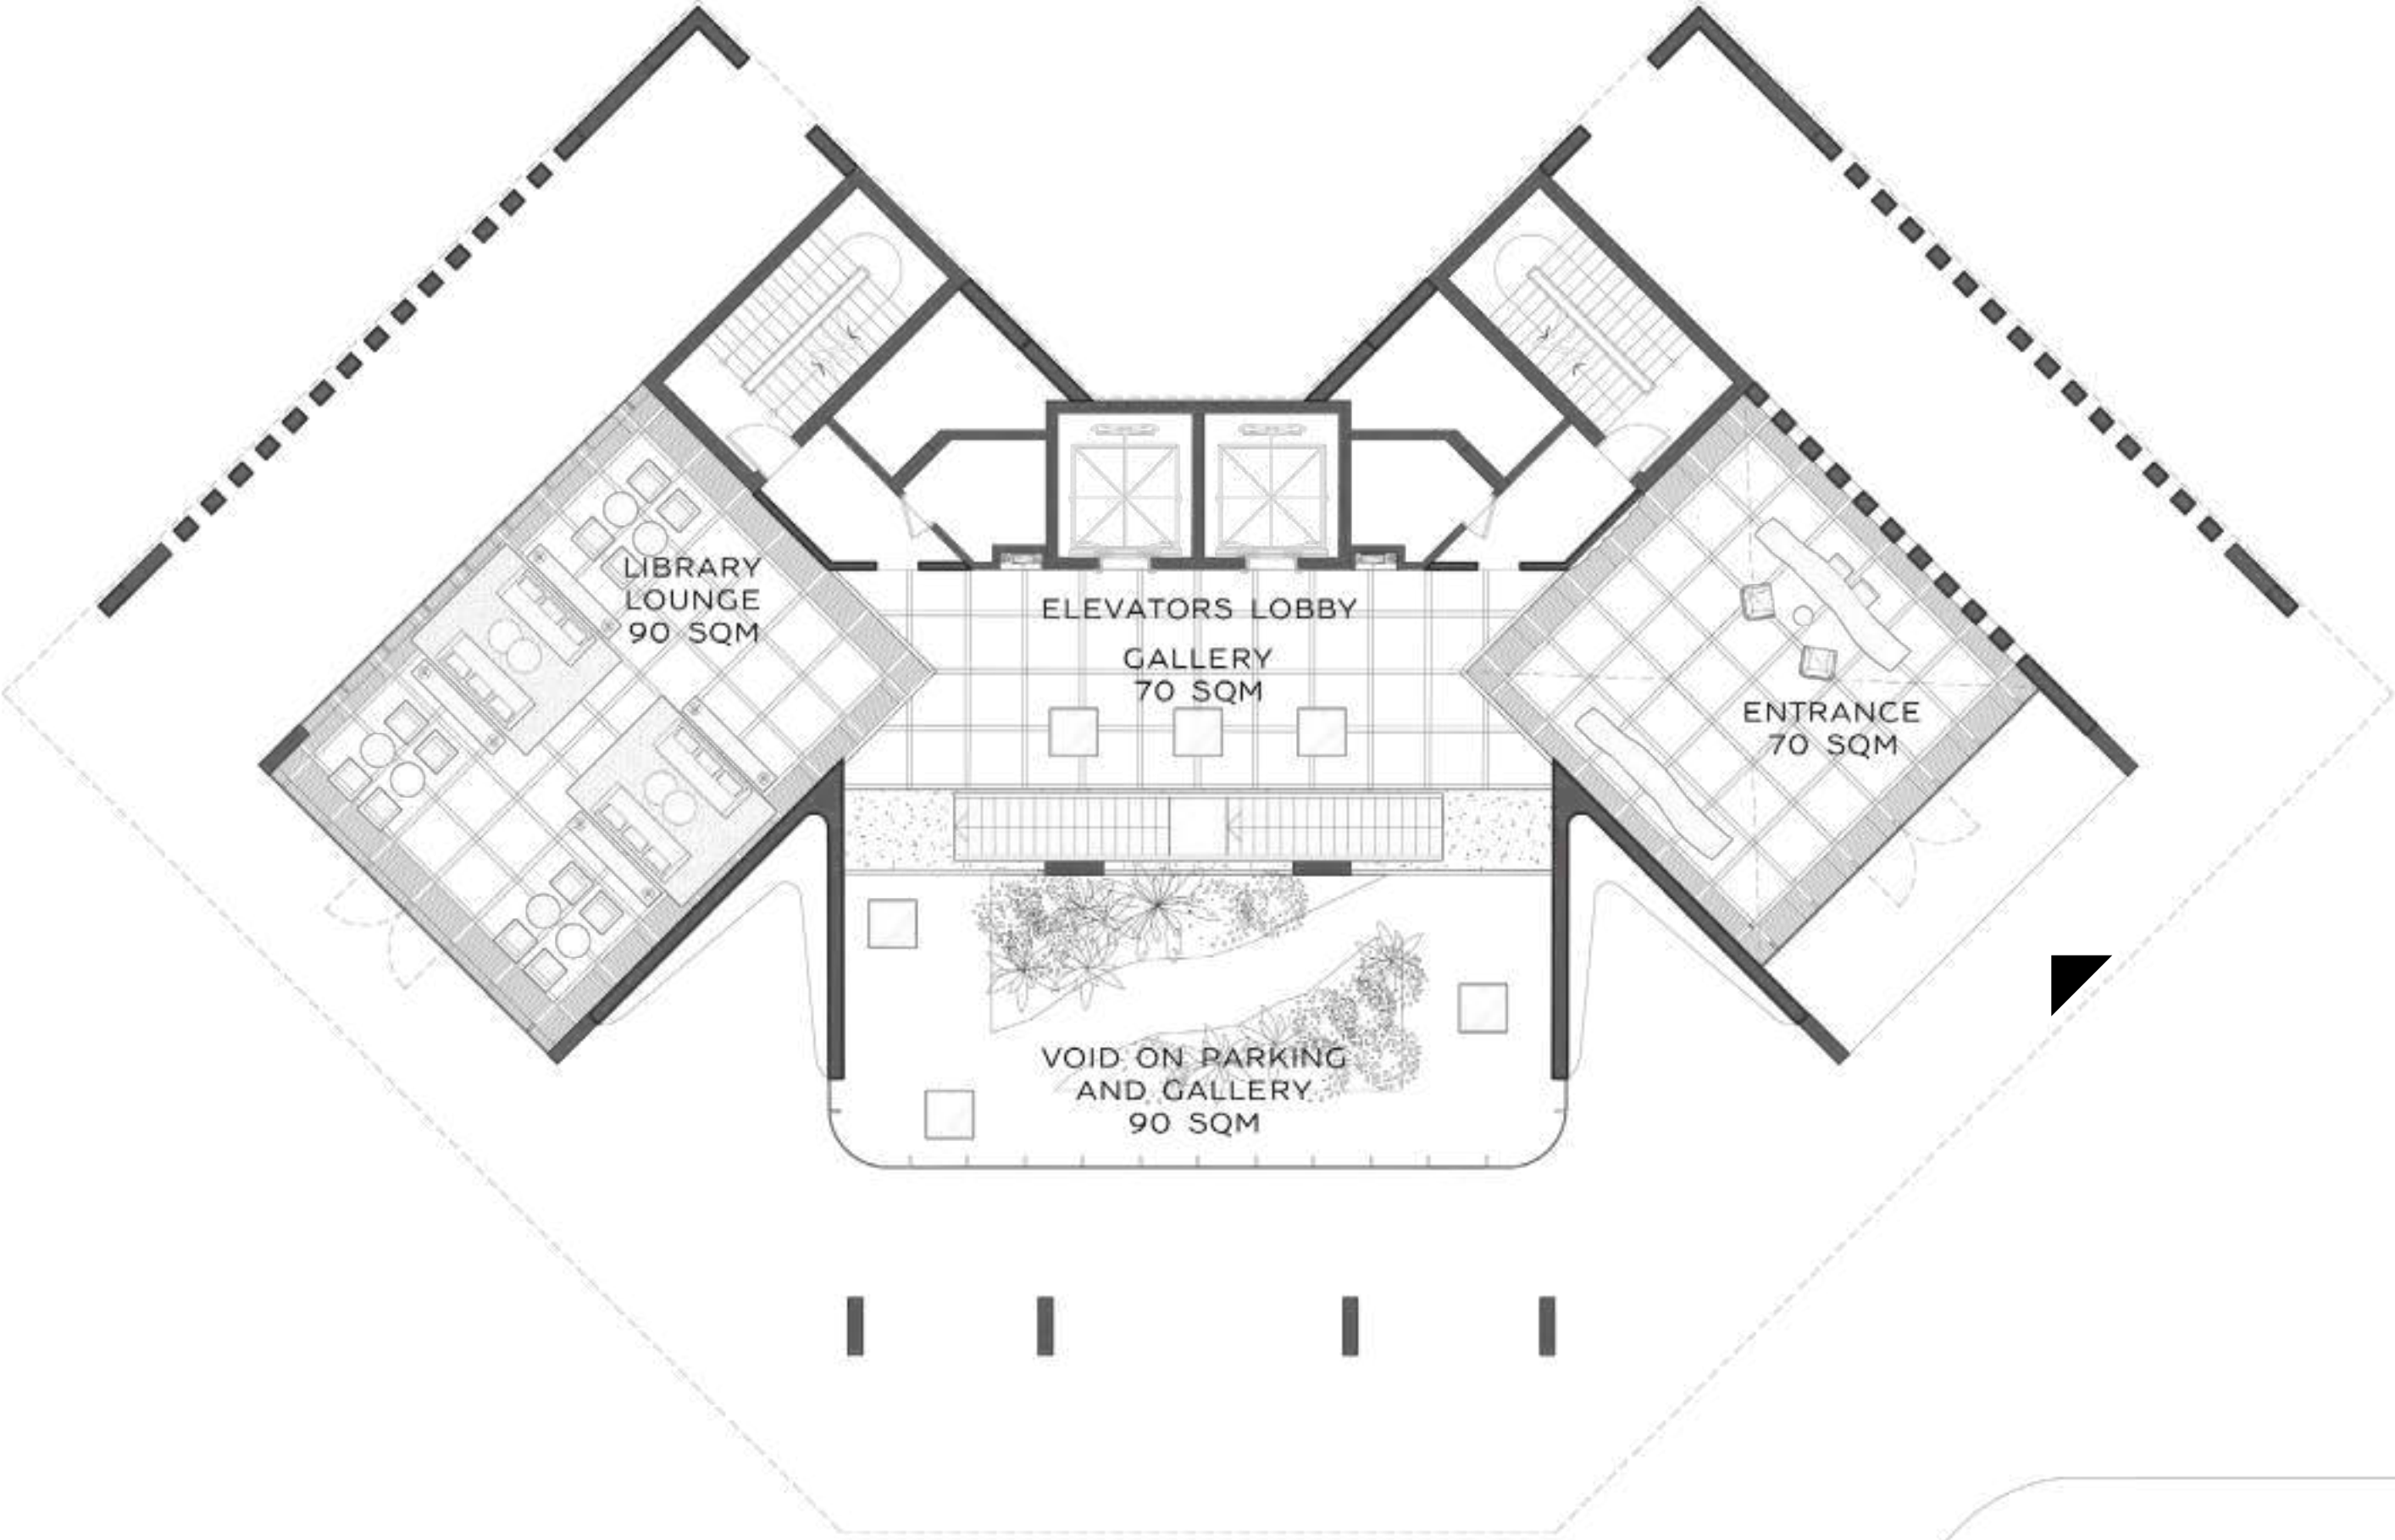 LIBRARY
LOUNGE
90 SQM
ELEVATORS LOBBY
GALLERY
70 SQM
ENTRANCE
70 SQM
VOID ON PARKING
AND GALLERY
90 SQM